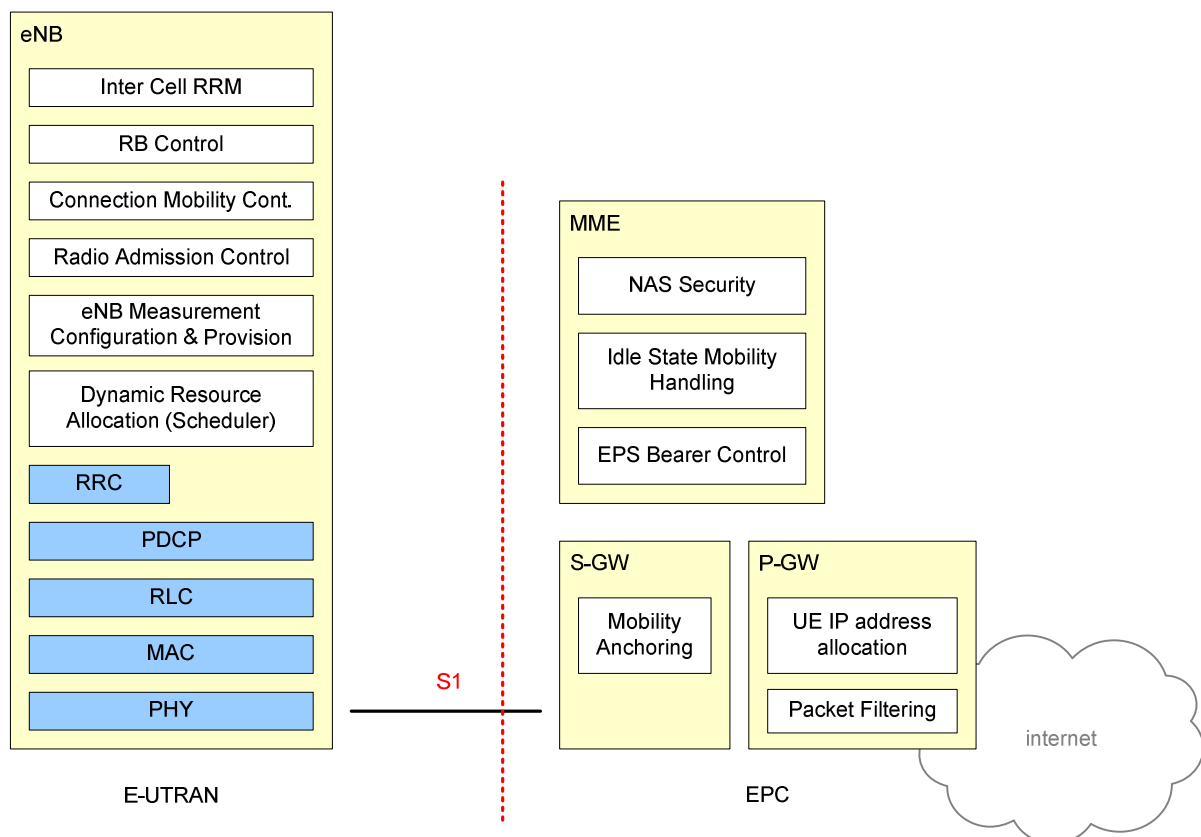 eNB
Inter Cell RRM
RB Control
Connection Mobility Cont.
Radio Admission Control
eNB Measurement
Configuration & Provision
Dynamic Resource
Allocation (Scheduler)
RRC
PDCP
RLC
MAC
PHY
E-UTRAN
S1
MME
NAS Security
Idle State Mobility
Handling
EPS Bearer Control
S-GW
Mobility
Anchoring
P-GW
UE IP address
allocation
Packet Filtering
internet
EPC